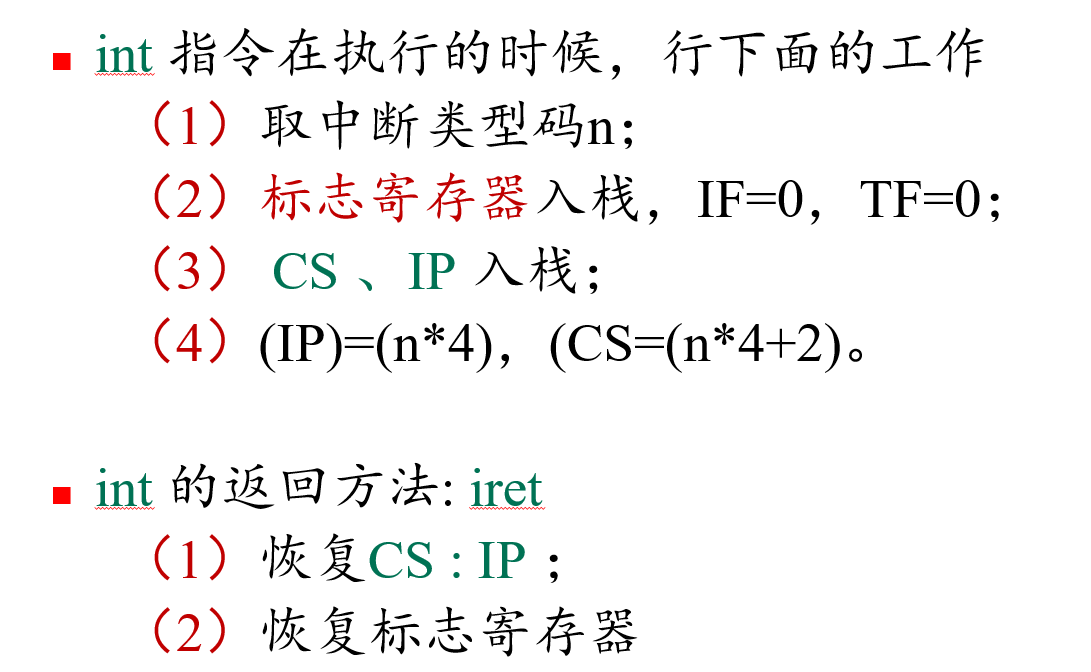 int 指令在执行的时候，行下面的工作
（1）取中断类型码n；
（2）标志寄存器入栈，IF=0，TF=0；
（3） CS 、IP 入栈；
（4）(IP)=(n*4)，(CS=(n*4+2)。
int 的返回方法: iret
（1）恢复CS : IP ；
（2）恢复标志寄存器